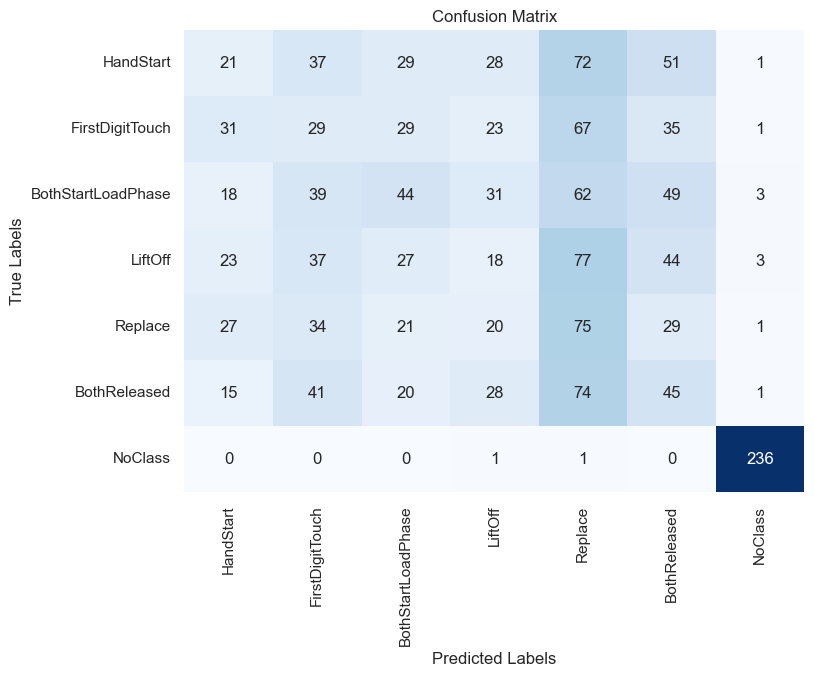 Confusion Matrix
True Labels
HandStart 21 37 29 28 72 51 1
FirstDigitTouch 31 29 29 23 67 35 1
BothStartLoadPhase 18 39 44 31 62 49 3
LiftOff 23 37 27 18 77 44 3
Replace 27 34 21 20 75 29 1
BothReleased 15 41 20 28 74 45 1
NoClass 0 0 0 1 1 0 236
HandStart
FirstDigitTouch
BothStartLoadPhase
LiftOff
Replace
BothReleased
NoClass
Predicted Labels